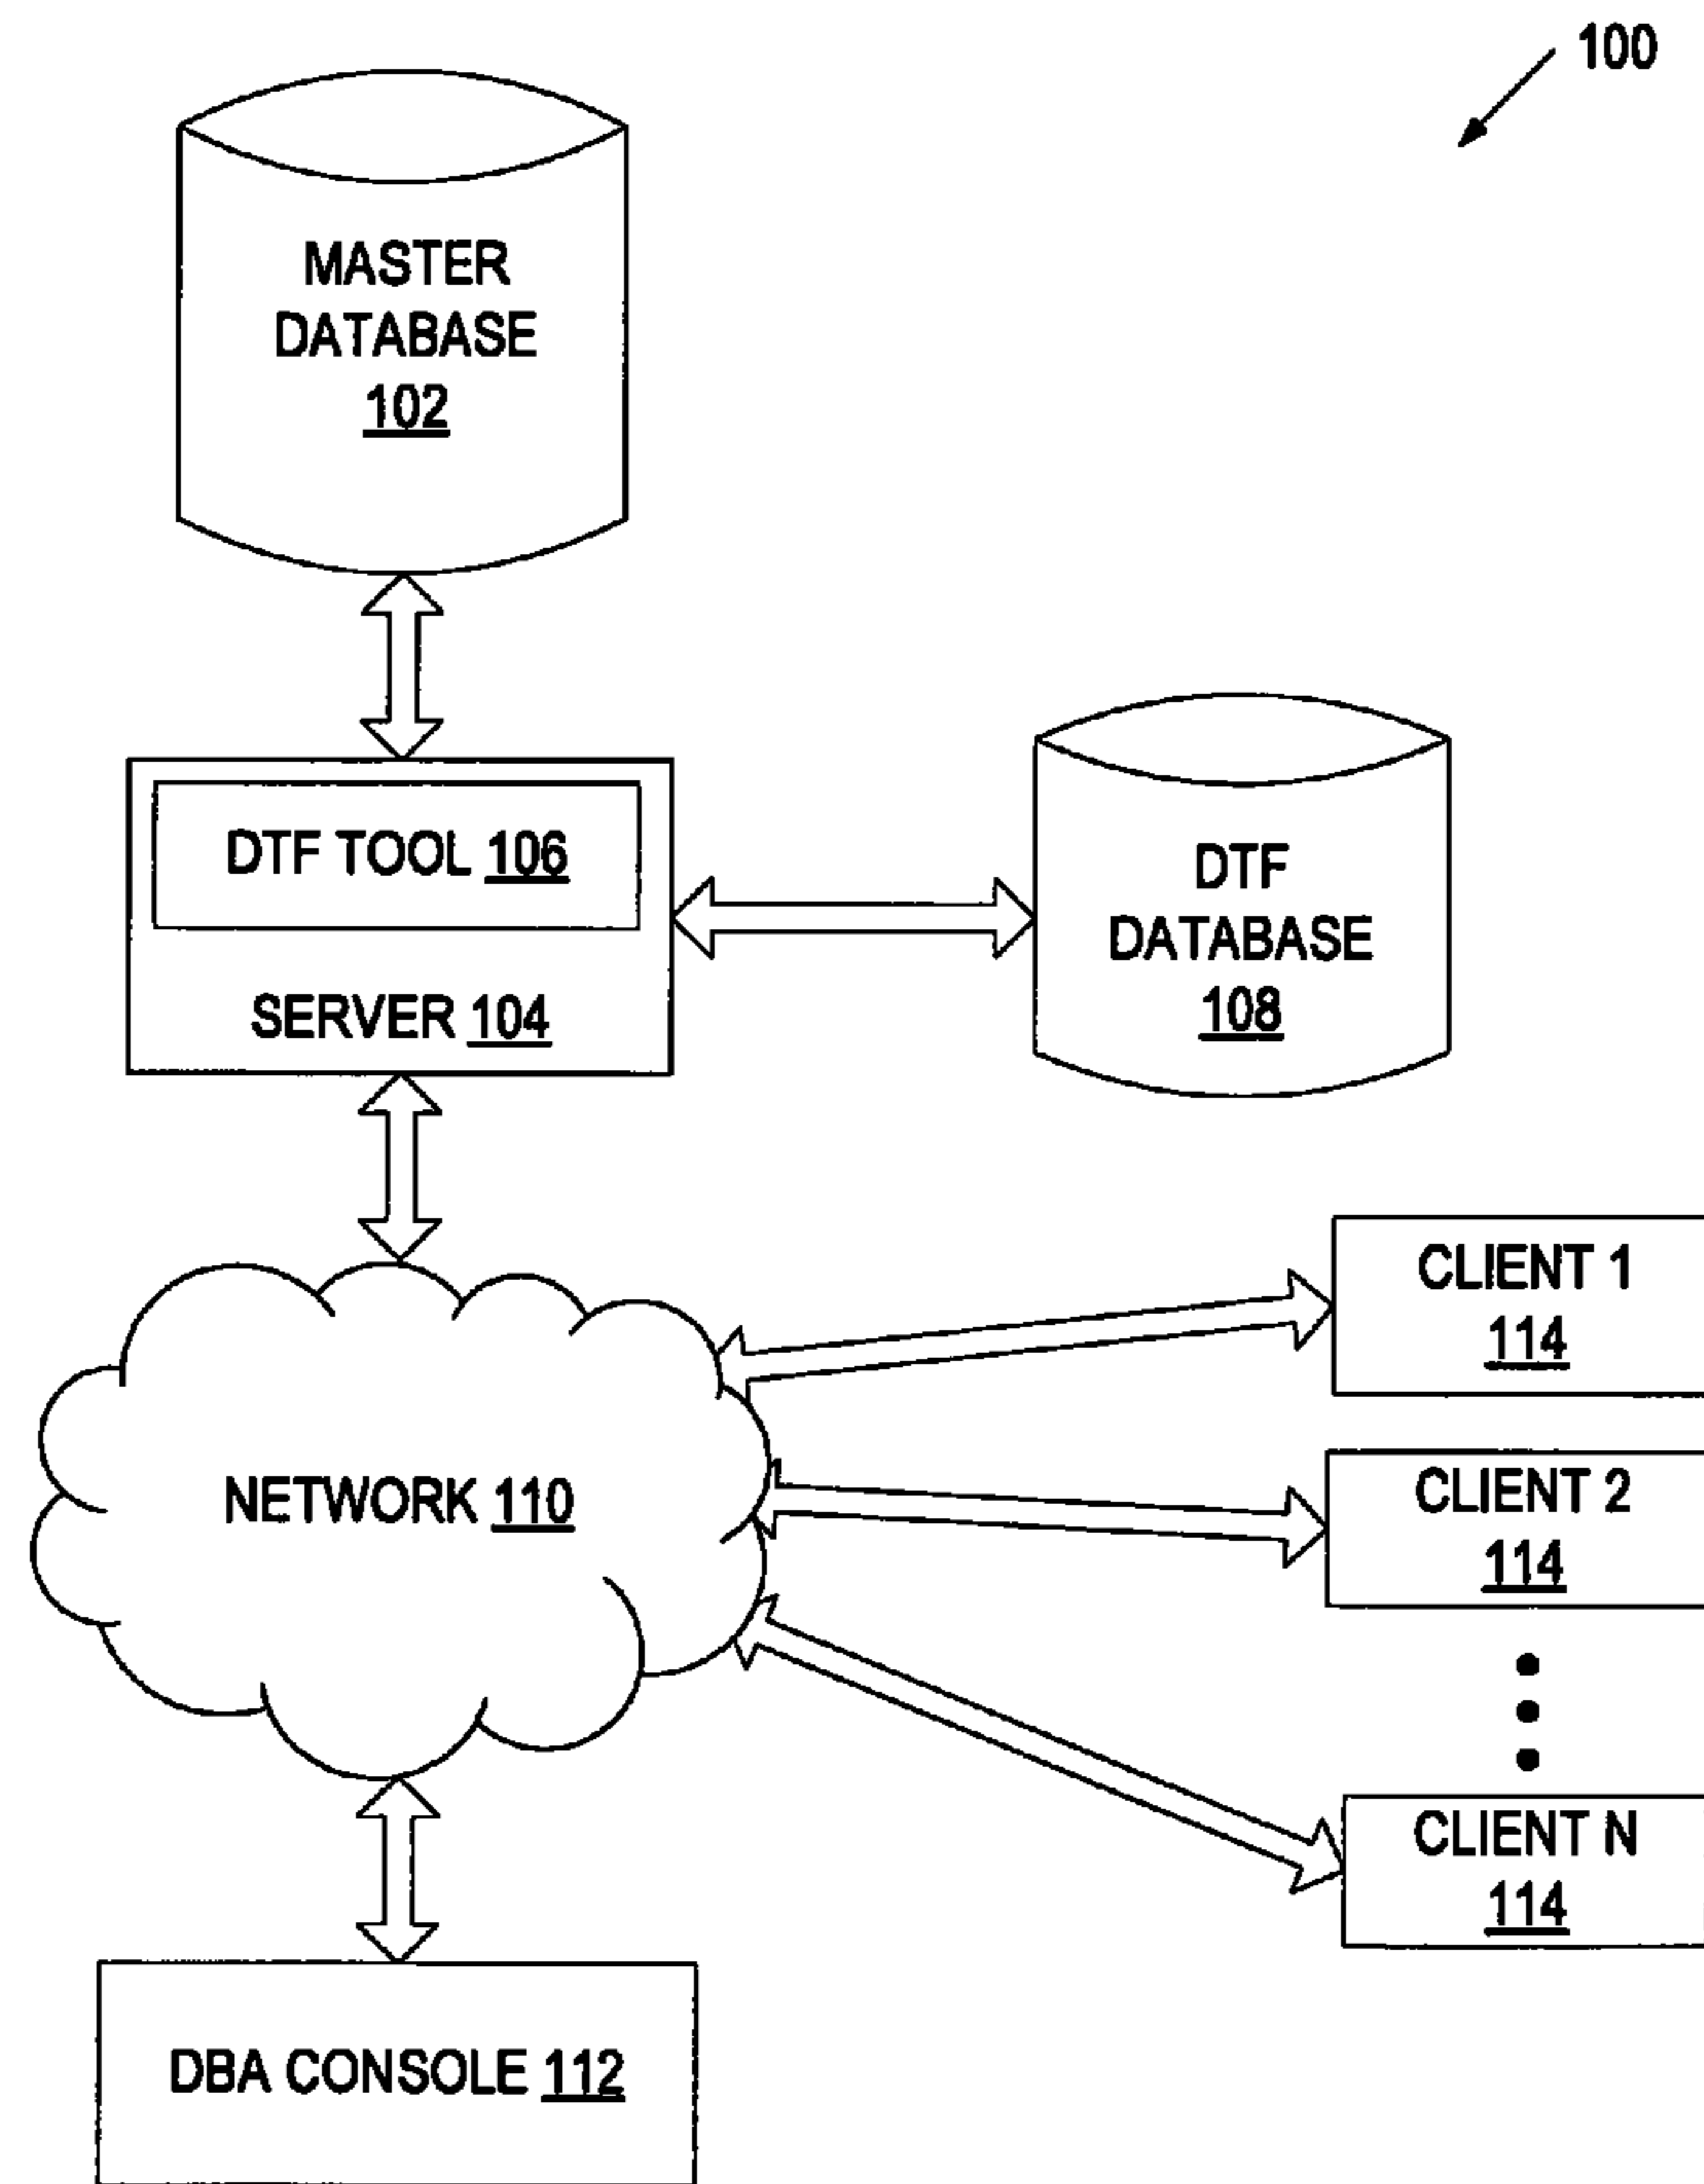 100
MASTER
DATABASE
102
DTF TOOL 106
SERVER 104
DTF
DATABASE
108
NETWORK 110
CLIENT 1
114
CLIENT 2
114
CLIENT N
114
DBA CONSOLE 112